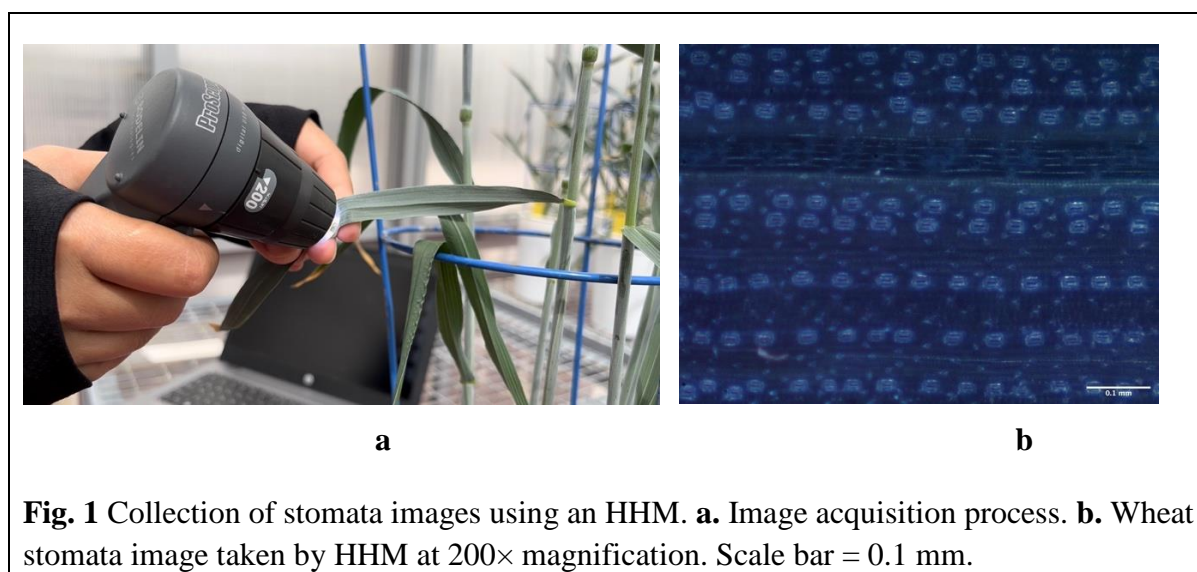 200
0.1 mm
a
b
Fig. 1 Collection of stomata images using an HHM. a. Image acquisition process. b. Wheat
stomata image taken by HHM at 200× magnification. Scale bar = 0.1 mm.